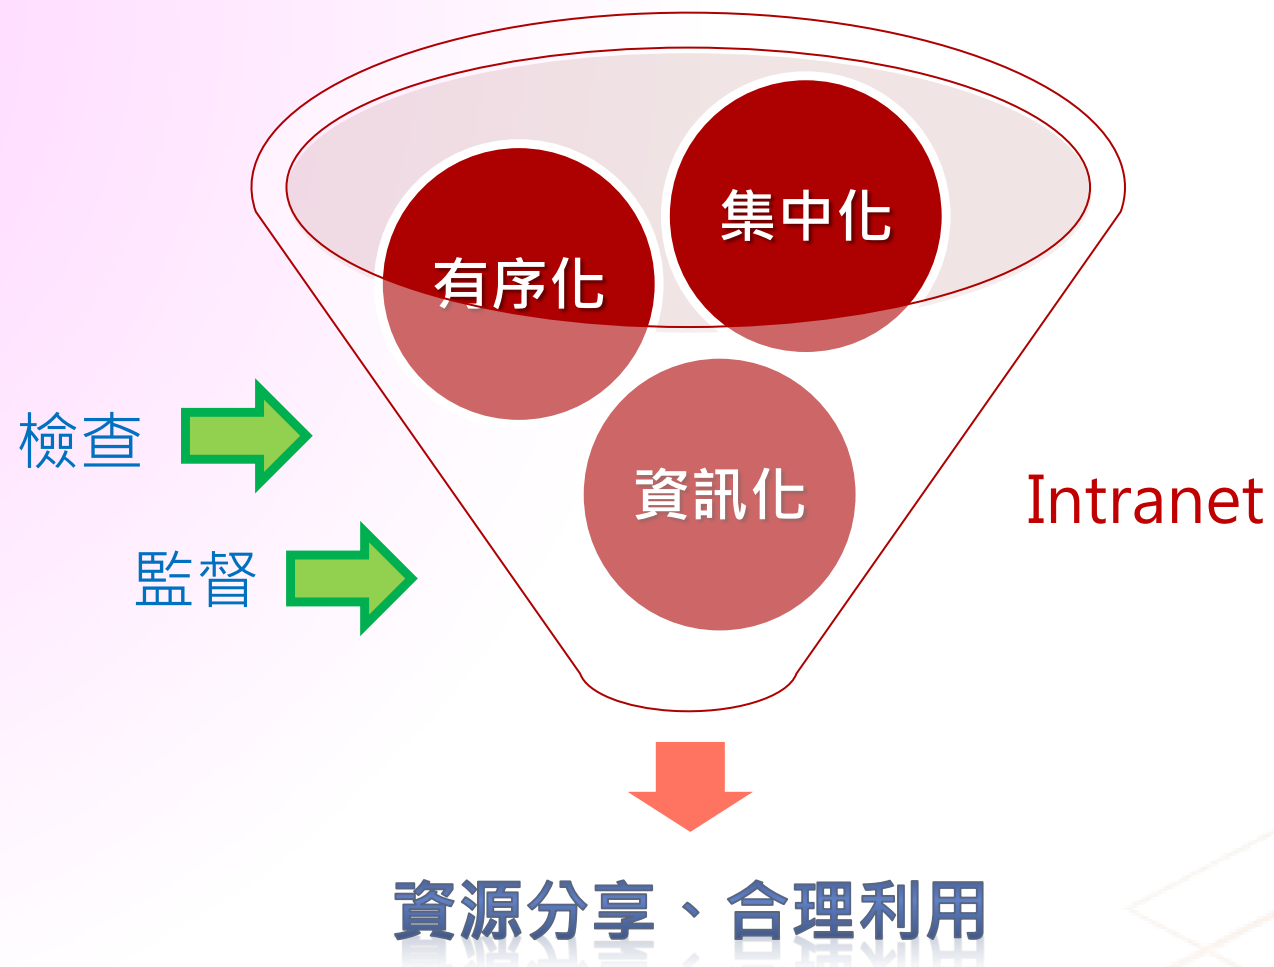 集中化
有序化
檢查
資訊化
Intranet
監督
資源分享、合理利用